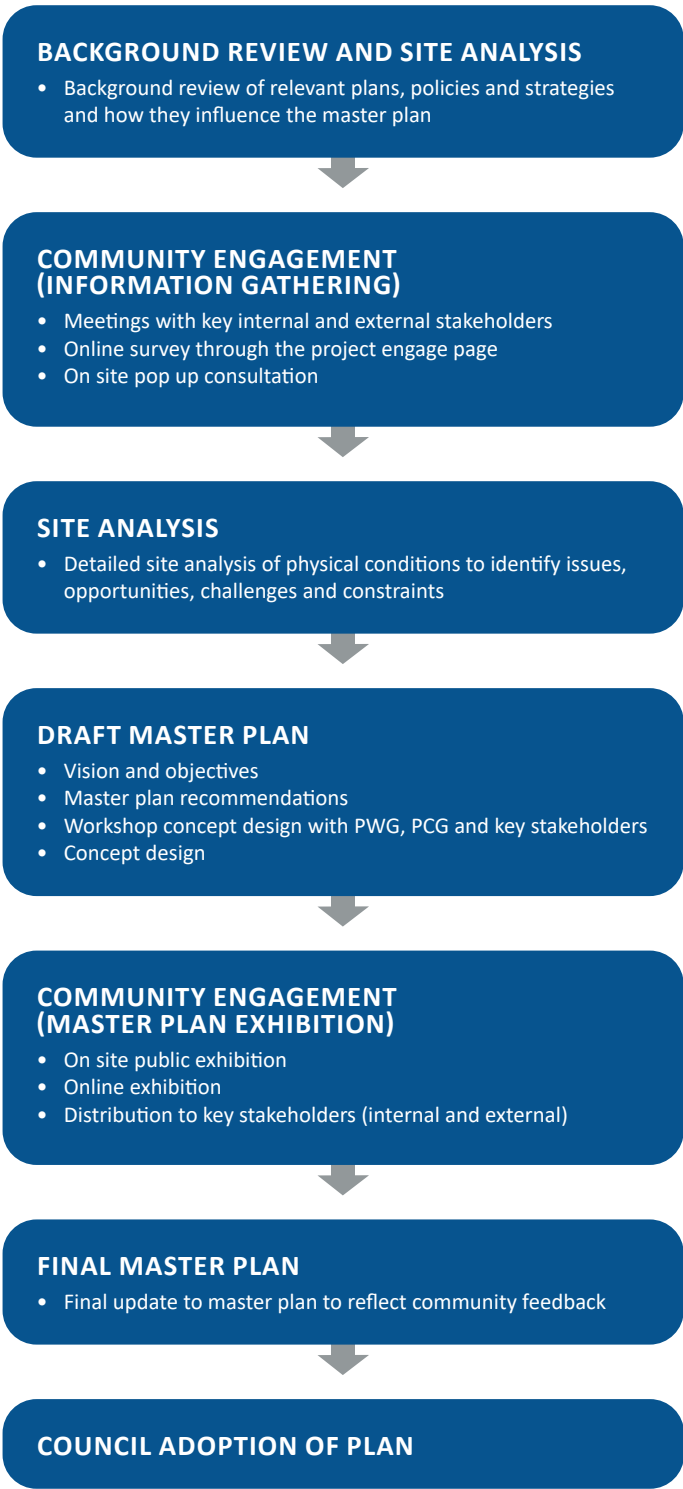 BACKGROUND REVIEW AND SITE ANALYSIS
• Background review of relevant plans, policies and strategies
and how they influence the master plan
COMMUNITY ENGAGEMENT
(INFORMATION GATHERING)
• Meetings with key internal and external stakeholders
• Online survey through the project engage page
• On site pop up consultation
SITE ANALYSIS
• Detailed site analysis of physical conditions to identify issues,
opportunities, challenges and constraints
DRAFT MASTER PLAN
• Vision and objectives
• Master plan recommendations
• Workshop concept design with PWG, PCG and key stakeholders
• Concept design
COMMUNITY ENGAGEMENT
(MASTER PLAN EXHIBITION)
• On site public exhibition
• Online exhibition
• Distribution to key stakeholders (internal and external)
FINAL MASTER PLAN
• Final update to master plan to reflect community feedback
COUNCIL ADOPTION OF PLAN